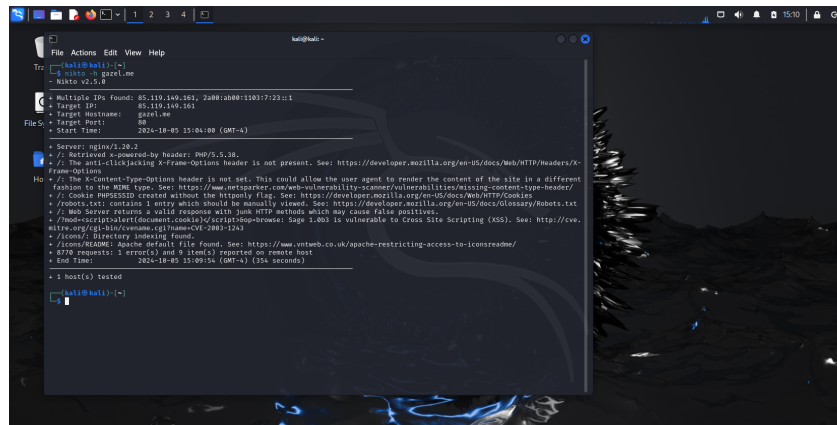 1 2 3 4
15:10
kali@kali: ~
File Actions Edit View Help
(kali㉿kali)-[~]
$ nikto -h gazel.me
- Nikto v2.5.0
+ Multiple IPs found: 85.119.149.161, 2a00:ab00:1103:7:23::1
+ Target IP: 85.119.149.161
+ Target Hostname: gazel.me
+ Target Port: 80
+ Start Time: 2024-10-05 15:04:00 (GMT-4)
+ Server: nginx/1.20.2
+ /: Retrieved x-powered-by header: PHP/5.5.38.
+ /: The anti-clickjacking X-Frame-Options header is not present. See: https://developer.mozilla.org/en-US/docs/Web/HTTP/Headers/X-
Frame-Options
+ /: The X-Content-Type-Options header is not set. This could allow the user agent to render the content of the site in a different
fashion to the MIME type. See: https://www.netsparker.com/web-vulnerability-scanner/vulnerabilities/missing-content-type-header/
+ /: Cookie PHPSESSID created without the httponly flag. See: https://developer.mozilla.org/en-US/docs/Web/HTTP/Cookies
+ /robots.txt: contains 1 entry which should be manually viewed. See: https://developer.mozilla.org/en-US/docs/Glossary/Robots.txt
+ /: Web Server returns a valid response with junk HTTP methods which may cause false positives.
+ /?mod=<script>alert(document.cookie)</script>&op=browse: Sage 1.0b3 is vulnerable to Cross Site Scripting (XSS). See: http://cve.
mitre.org/cgi-bin/cvename.cgi?name=CVE-2003-1243
+ /icons/: Directory indexing found.
+ /icons/README: Apache default file found. See: https://www.vntweb.co.uk/apache-restricting-access-to-iconsreadme/
+ 8770 requests: 1 error(s) and 9 item(s) reported on remote host
+ End Time: 2024-10-05 15:09:54 (GMT-4) (354 seconds)
+ 1 host(s) tested
(kali㉿kali)-[~]
$
Tra
File Sy
Ho